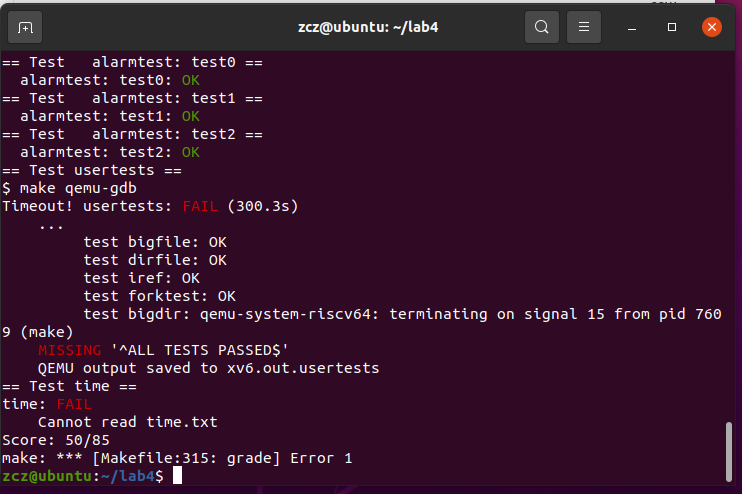 zcz@ubuntu: ~/lab4
== Test   alarmtest: test0 ==
  alarmtest: test0: OK
== Test   alarmtest: test1 ==
  alarmtest: test1: OK
== Test   alarmtest: test2 ==
  alarmtest: test2: OK
== Test usertests ==
$ make qemu-gdb
Timeout! usertests: FAIL (300.3s)
    ...
         test bigfile: OK
         test dirfile: OK
         test iref: OK
         test forktest: OK
         test bigdir: qemu-system-riscv64: terminating on signal 15 from pid 760
9 (make)
    MISSING '^ALL TESTS PASSED$'
    QEMU output saved to xv6.out.usertests
== Test time ==
time: FAIL
    Cannot read time.txt
Score: 50/85
make: *** [Makefile:315: grade] Error 1
zcz@ubuntu:~/lab4$